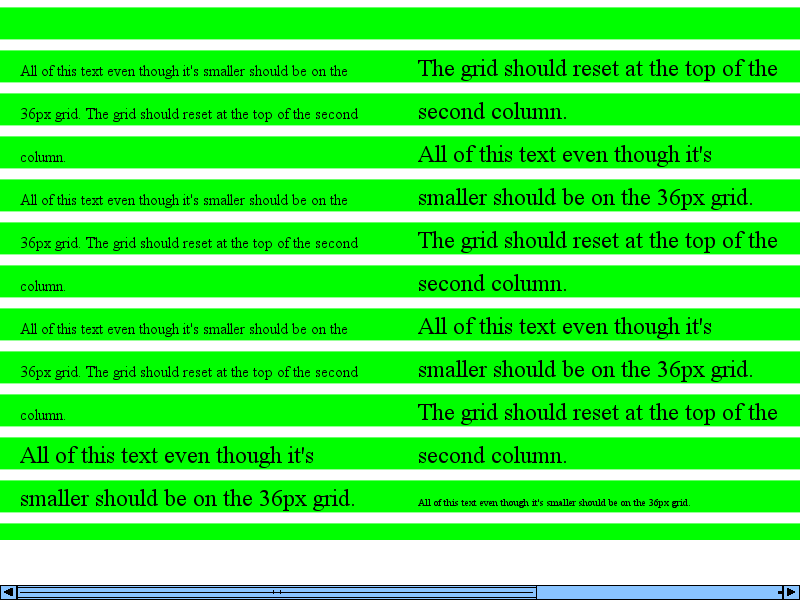 All of this text even though it's smaller should be on the
36px grid. The grid should reset at the top of the second
column.
All of this text even though it's smaller should be on the
36px grid. The grid should reset at the top of the second
column.
All of this text even though it's smaller should be on the
36px grid. The grid should reset at the top of the second
column.
All of this text even though it's
smaller should be on the 36px grid.
The grid should reset at the top of the
second column.
All of this text even though it's
smaller should be on the 36px grid.
The grid should reset at the top of the
second column.
All of this text even though it's
smaller should be on the 36px grid.
The grid should reset at the top of the
second column.
All of this text even though it's smaller should be on the 36px grid.